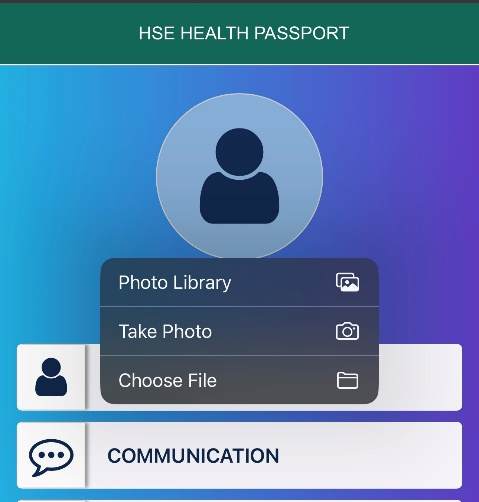 HSE HEALTH PASSPORT
Photo Library
Take Photo
Choose File
COMMUNICATION